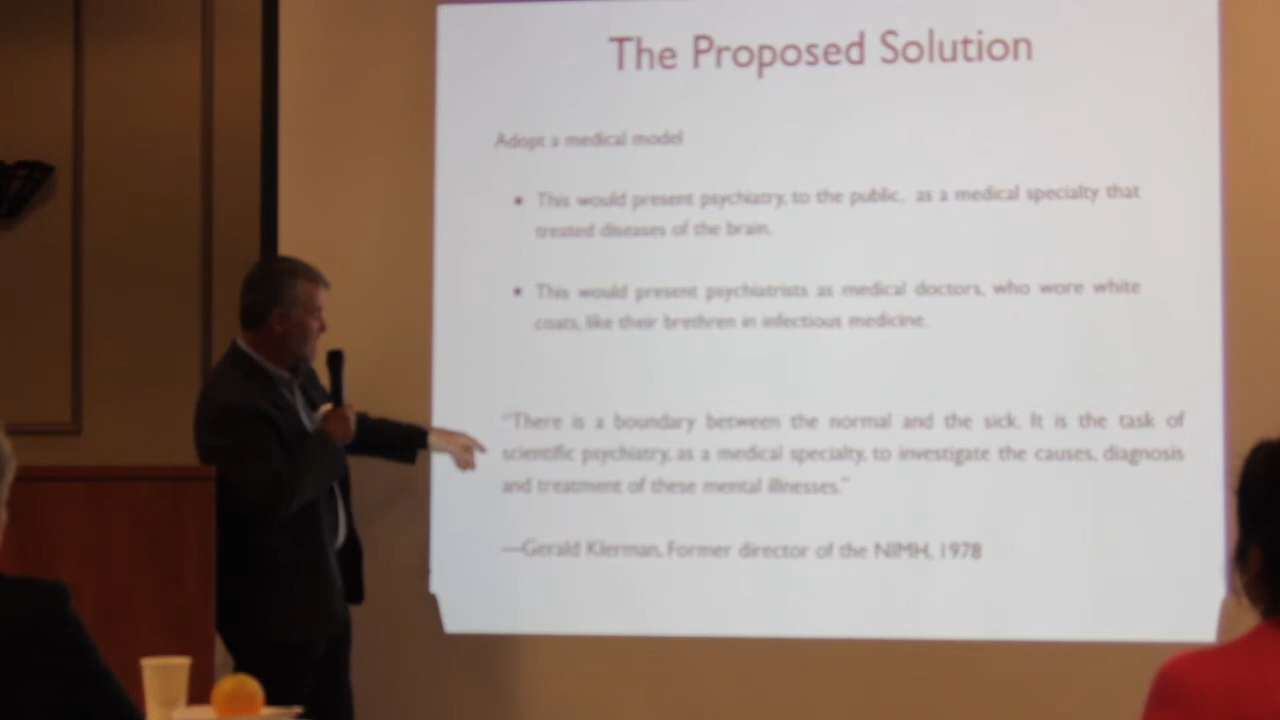 The Proposed Solution
Adopt a medical model
• This would present psychiatry, to the public, as a medical specialty that
treated diseases of the brain.
• This would present psychiatrists as medical doctors, who wore white
coats, like their brethren in infectious medicine.
"There is a boundary between the normal and the sick. It is the task of
scientific psychiatry, as a medical specialty, to investigate the causes, diagnosis
and treatment of these mental illnesses."
—Gerald Klerman, Former director of the NIMH, 1978